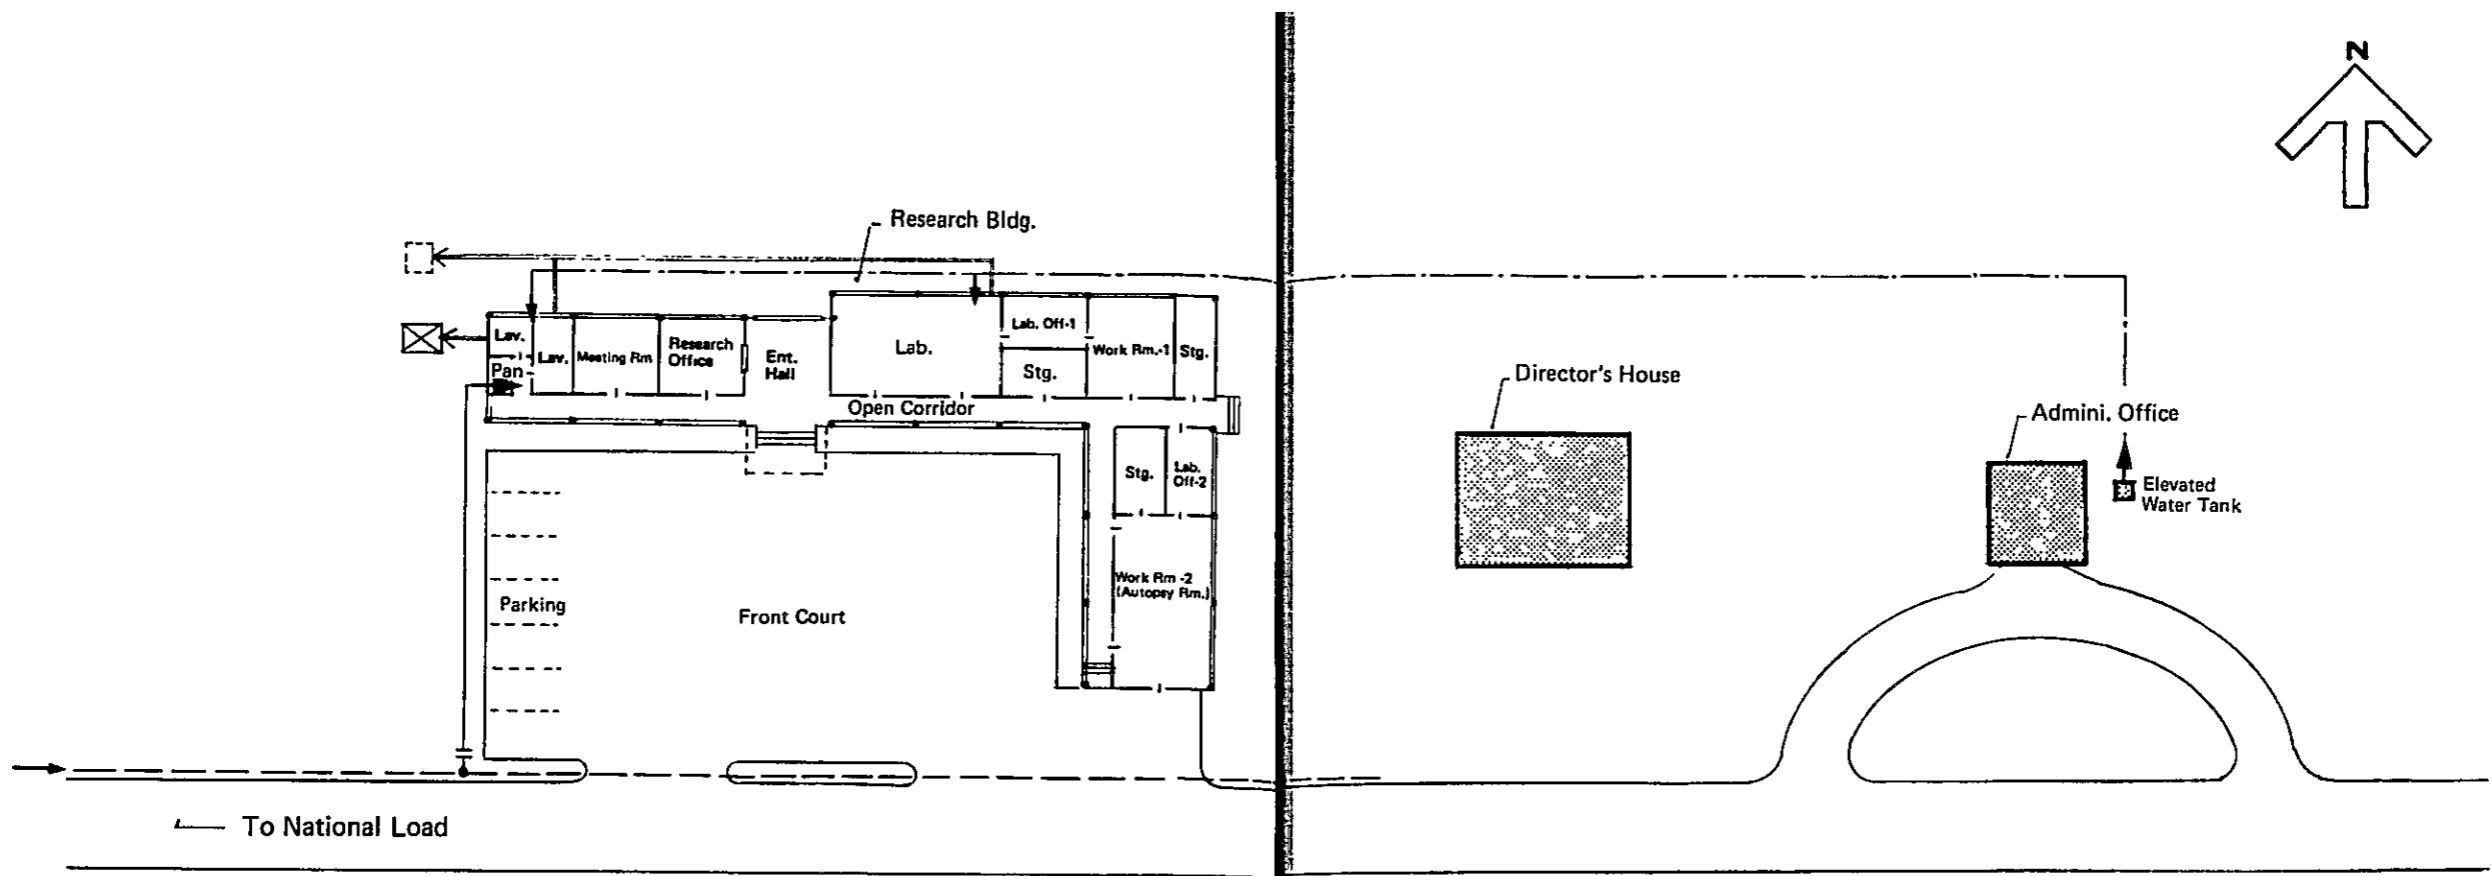 N
Research Bldg.
Lav.
Lav.
Meeting Rm
Research
Office
Ent.
Hall
Lab.
Lab. Off-1
Stg.
Work Rm.-1
Stg.
Pan
Open Corridor
Director's House
Admini. Office
Stg.
Lab.
Off-2
Elevated
Water Tank
Work Rm -2
(Autopsy Rm.)
Parking
Front Court
To National Load